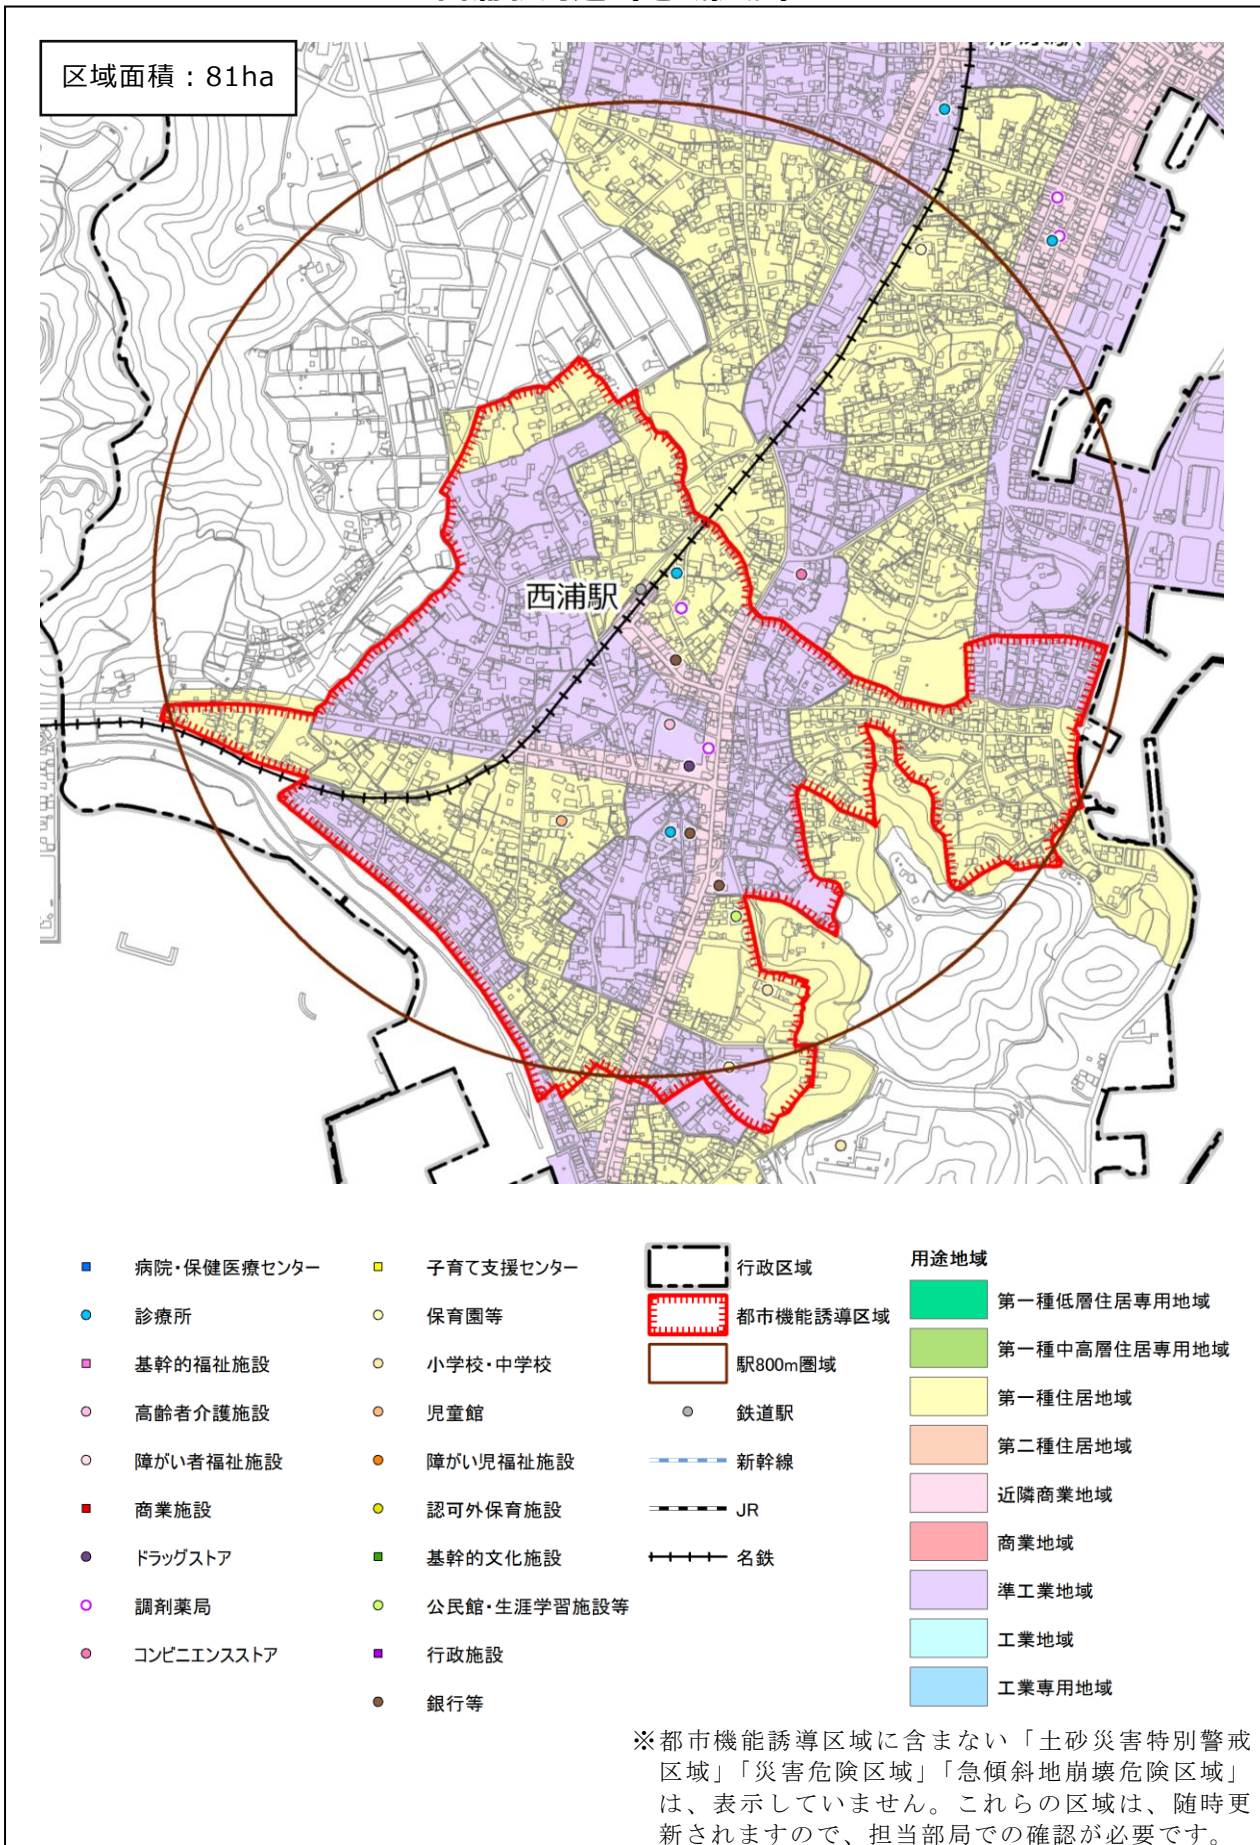 区域面積：81ha
西浦駅
病院・保健医療センター
診療所
基幹的福祉施設
高齢者介護施設
障がい者福祉施設
商業施設
ドラッグストア
調剤薬局
コンビニエンスストア
子育て支援センター
保育園等
小学校・中学校
児童館
障がい児福祉施設
認可外保育施設
基幹的文化施設
公民館・生涯学習施設等
行政施設
銀行等
行政区域
都市機能誘導区域
駅800m圏域
鉄道駅
新幹線
JR
名鉄
用途地域
第一種低層住居専用地域
第一種中高層住居専用地域
第一種住居地域
第二種住居地域
近隣商業地域
商業地域
準工業地域
工業地域
工業専用地域
※都市機能誘導区域に含まない「土砂災害特別警戒
区域」「災害危険区域」「急傾斜地崩壊危険区域」
は、表示していません。これらの区域は、随時更
新されますので、担当部局での確認が必要です。